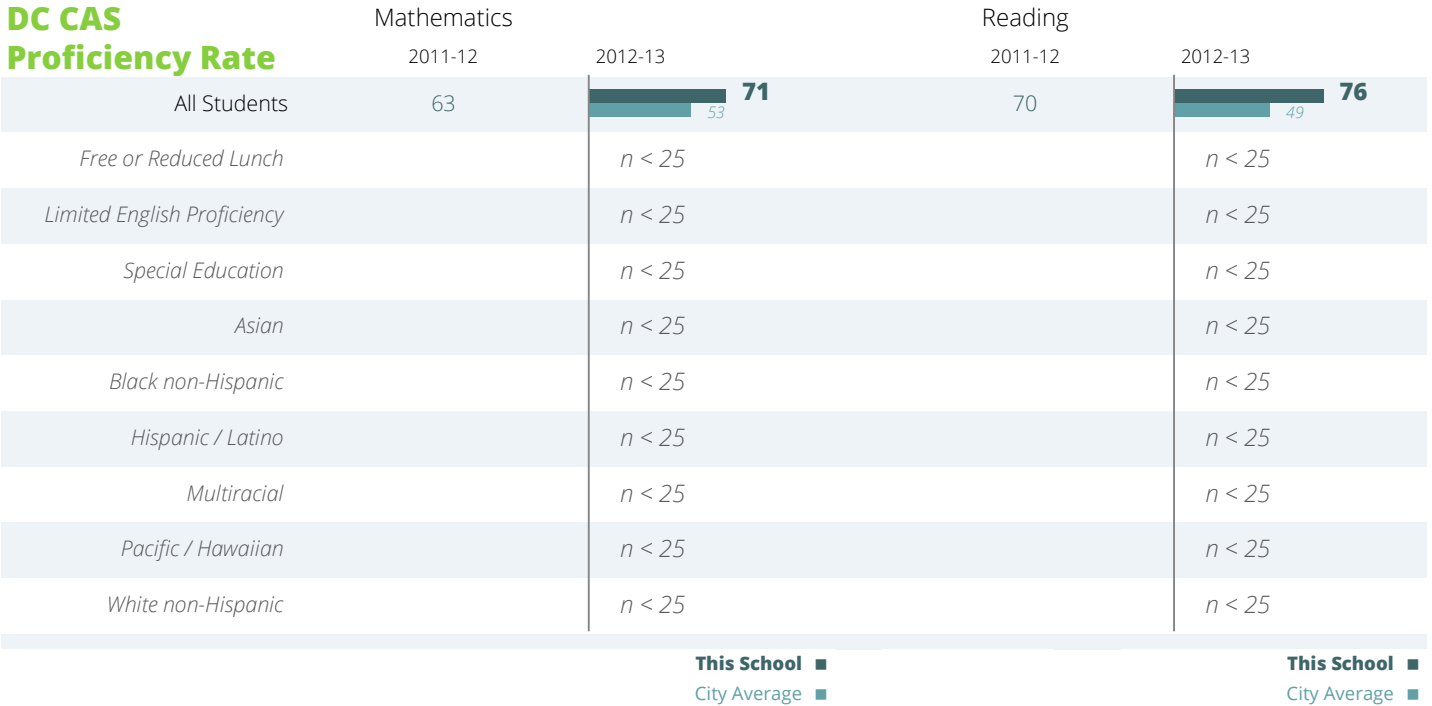 DC CAS
Proficiency Rate
Mathematics Reading
2011-12 2012-13 2011-12 2012-13
All Students 63 71 53 70 76 49
Free or Reduced Lunch n < 25 n < 25
Limited English Proficiency n < 25 n < 25
Special Education n < 25 n < 25
Asian n < 25 n < 25
Black non-Hispanic n < 25 n < 25
Hispanic / Latino n < 25 n < 25
Multiracial n < 25 n < 25
Pacific / Hawaiian n < 25 n < 25
White non-Hispanic n < 25 n < 25
This School This School
City Average City Average